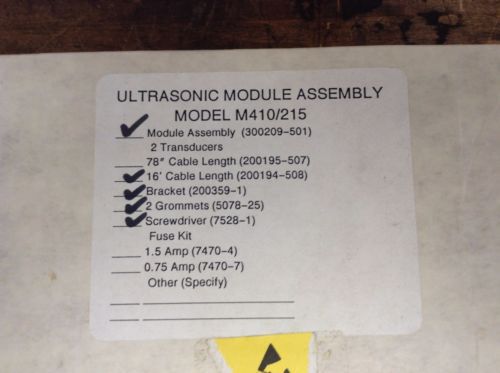 ULTRASONIC MODULE ASSEMBLY
MODEL M410/215
Module Assembly (300209-501)
2 Transducers
78" Cable Length (200195-507)
16' Cable Length (200194-508)
Bracket (200359-1)
2 Grommets (5078-25)
Screwdriver (7528-1)
Fuse Kit
1.5 Amp (7470-4)
0.75 Amp (7470-7)
Other (Specify)